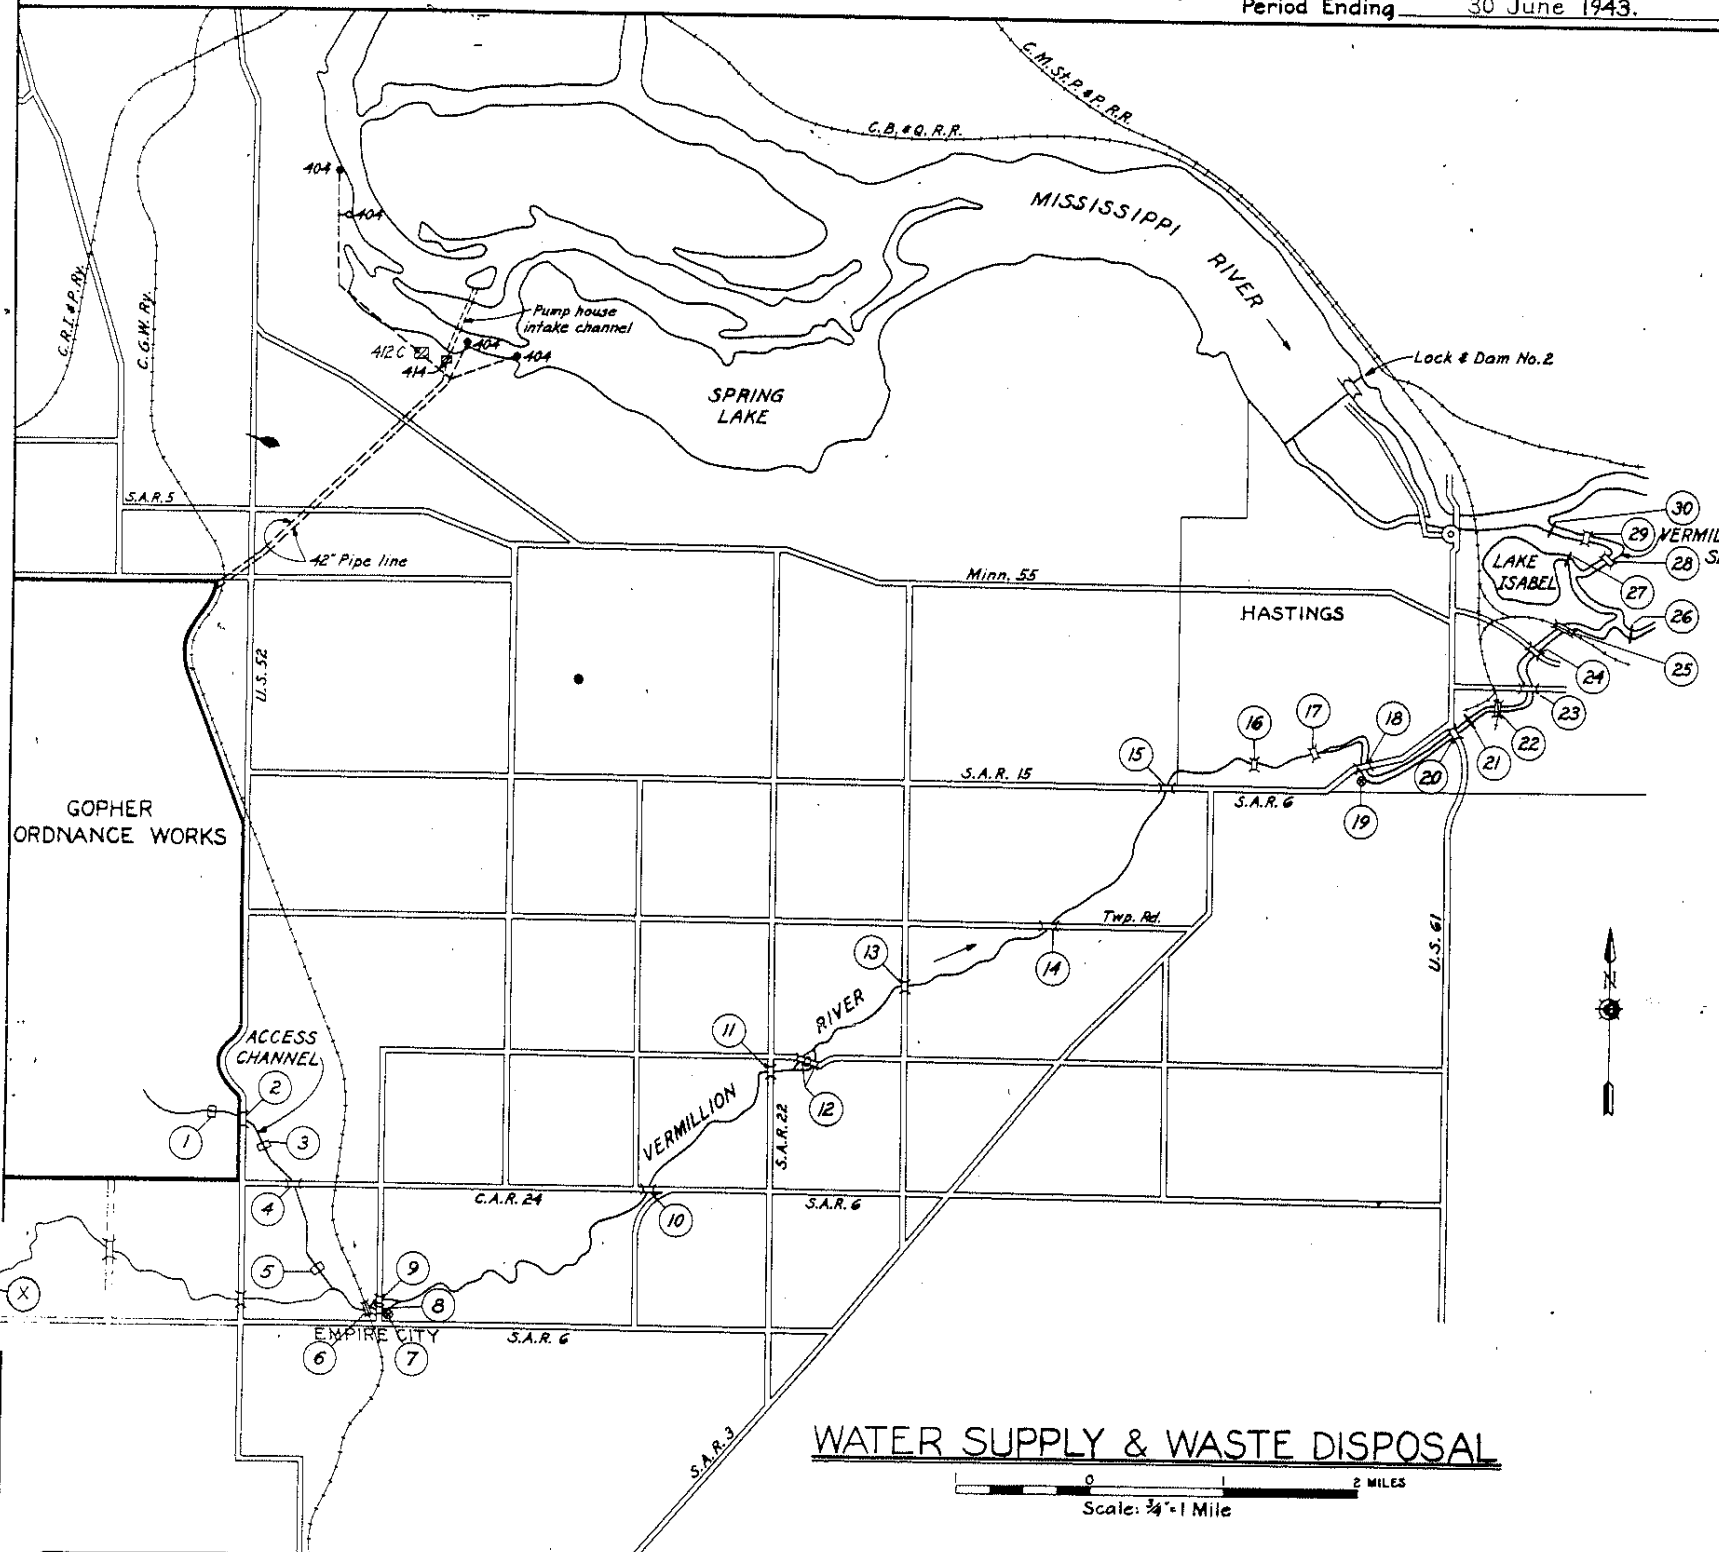 Period Ending 30 June 1943.
C.M.St.P.&P.R.R.
C.B.&Q.R.R.
404
404
MISSISSIPPI
RIVER
C.R.I.&P.Ry.
C.G.W.Ry.
Pump house
intake channel
412C
404
404
414
Lock & Dam No.2
SPRING
LAKE
S.A.R.5
42" Pipe line
30
29
28
LAKE
ISABEL
27
26
25
24
23
22
21
20
Minn. 55
HASTINGS
U.S. 52
15
16
17
18
19
S.A.R. 15
S.A.R. 6
GOPHER
ORDNANCE WORKS
Twp. Rd.
13
14
U.S. 61
N
ACCESS
CHANNEL
RIVER
11
12
VERMILLION
S.A.R.22
1
2
3
4
5
C.A.R.24
10
S.A.R. 6
X
9
8
EMPIRE CITY
S.A.R. 6
6
7
S.A.R.3
WATER SUPPLY & WASTE DISPOSAL
1 0 1 2 MILES
Scale: 3/4"=1 Mile